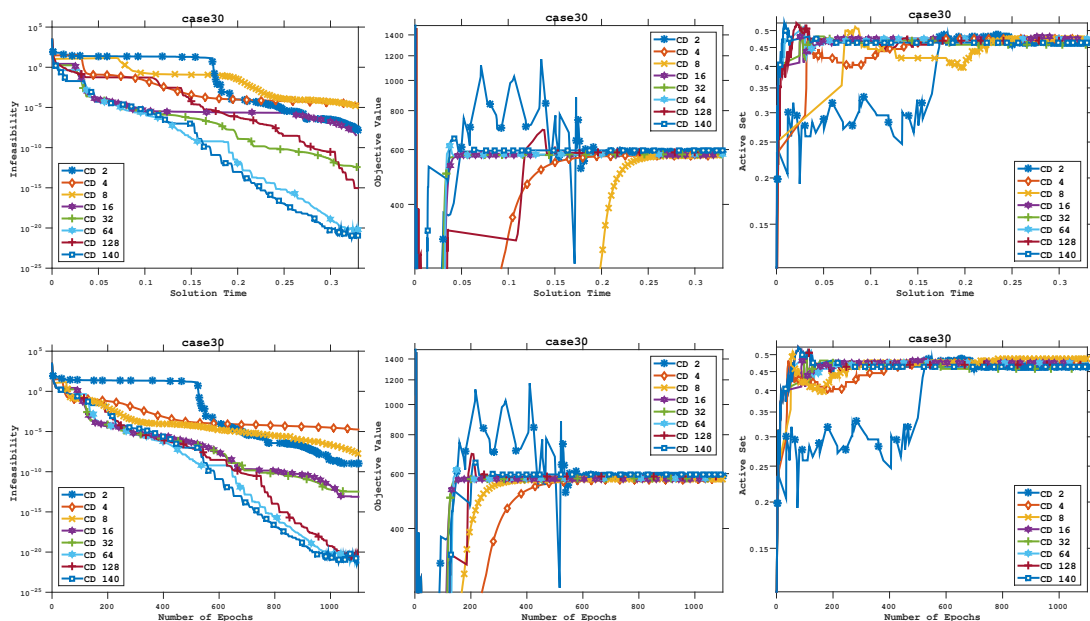 case30
Infeasibility
10^5
10^0
10^-5
10^-10
10^-15
10^-20
10^-25
CD 2
CD 4
CD 8
CD 16
CD 32
CD 64
CD 128
CD 140
0 0.05 0.1 0.15 0.2 0.25 0.3
Solution Time
case30
Objective Value
1400
1000
800
600
400
CD 2
CD 4
CD 8
CD 16
CD 32
CD 64
CD 128
CD 140
0 0.05 0.1 0.15 0.2 0.25 0.3
Solution Time
case30
Active Set
0.5
0.45
0.4
0.3
0.25
0.2
0.15
CD 2
CD 4
CD 8
CD 16
CD 32
CD 64
CD 128
CD 140
0 0.05 0.1 0.15 0.2 0.25 0.3
Solution Time
case30
Infeasibility
10^5
10^0
10^-5
10^-10
10^-15
10^-20
10^-25
CD 2
CD 4
CD 8
CD 16
CD 32
CD 64
CD 128
CD 140
0 200 400 600 800 1000
Number of Epochs
case30
Objective Value
1400
1200
1000
800
600
400
CD 2
CD 4
CD 8
CD 16
CD 32
CD 64
CD 128
CD 140
0 200 400 600 800 1000
Number of Epochs
case30
Active Set
0.5
0.45
0.4
0.35
0.3
0.25
0.2
0.15
CD 2
CD 4
CD 8
CD 16
CD 32
CD 64
CD 128
CD 140
0 200 400 600 800 1000
Number of Epochs